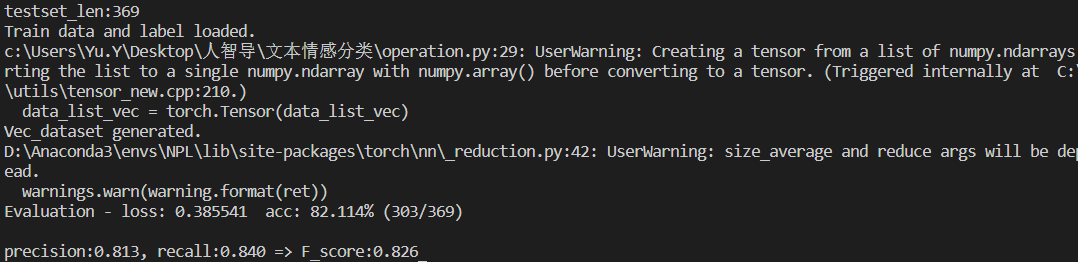 testset_len:369
Train data and label loaded.
c:\Users\Yu.Y\Desktop\人智导\文本情感分类\operation.py:29: UserWarning: Creating a tensor from a list of numpy.ndarrays
rting the list to a single numpy.ndarray with numpy.array() before converting to a tensor. (Triggered internally at  C:\
\utils\tensor_new.cpp:210.)
  data_list_vec = torch.Tensor(data_list_vec)
Vec_dataset generated.
D:\Anaconda3\envs\NPL\lib\site-packages\torch\nn\_reduction.py:42: UserWarning: size_average and reduce args will be dep
ead.
  warnings.warn(warning.format(ret))
Evaluation - loss: 0.385541  acc: 82.114% (303/369)
precision:0.813, recall:0.840 => F_score:0.826_